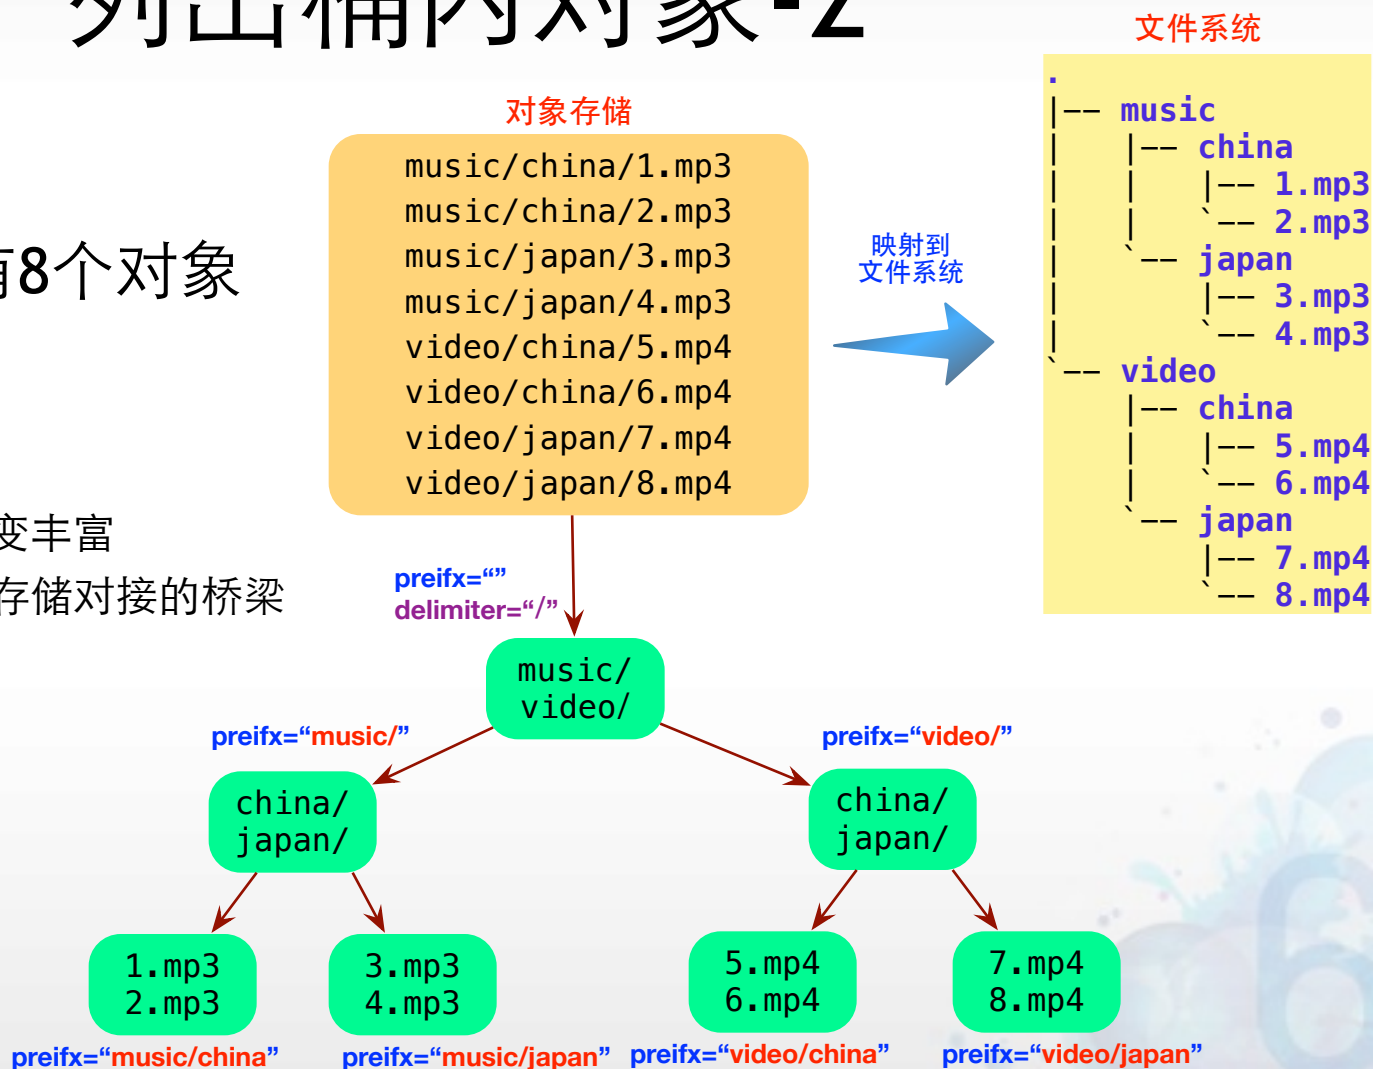 列出桶内对象-2
文件系统
对象存储
music/china/1.mp3
music/china/2.mp3
music/japan/3.mp3
music/japan/4.mp3
video/china/5.mp4
video/china/6.mp4
video/japan/7.mp4
video/japan/8.mp4
有8个对象
变丰富
存储对接的桥梁
映射到
文件系统
.
|-- music
|   |-- china
|   |   |-- 1.mp3
|   |   `-- 2.mp3
|   `-- japan
|       |-- 3.mp3
|       `-- 4.mp3
`-- video
    |-- china
    |   |-- 5.mp4
    |   `-- 6.mp4
    `-- japan
        |-- 7.mp4
        `-- 8.mp4
preifx=“”
delimiter=“/”
music/
video/
preifx=“music/”
preifx=“video/”
china/
japan/
china/
japan/
1.mp3
2.mp3
3.mp3
4.mp3
5.mp4
6.mp4
7.mp4
8.mp4
preifx=“music/china”
preifx=“music/japan”
preifx=“video/china”
preifx=“video/japan”